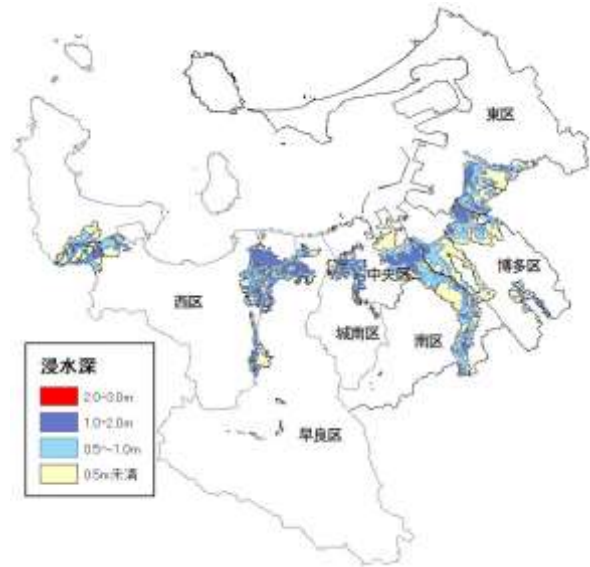 東区
博多区
中央区
西区
城南区
南区
早良区
浸水深
2.0~3.0m
1.0~2.0m
0.5~1.0m
0.5m未満